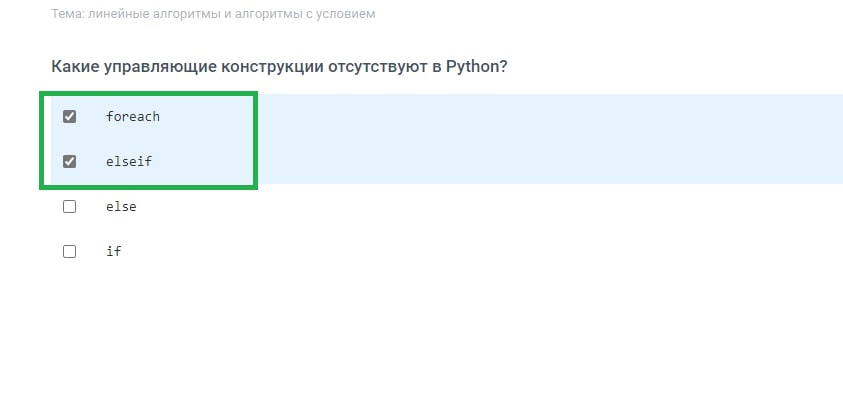 Тема: линейные алгоритмы и алгоритмы с условием
Какие управляющие конструкции отсутствуют в Python?
foreach
elseif
else
if